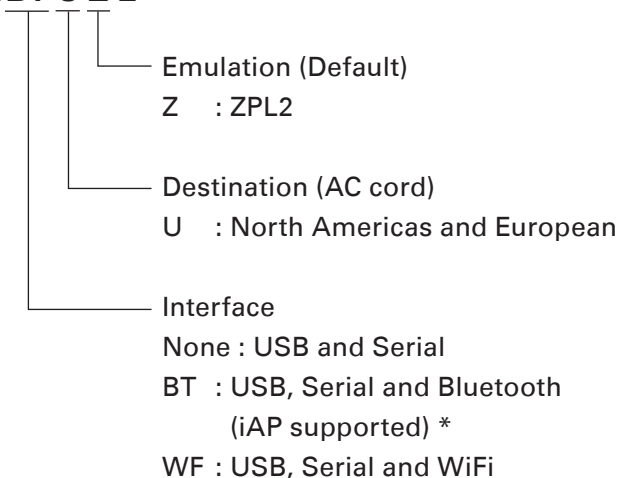 Emulation (Default)
Z : ZPL2
Destination (AC cord)
U : North Americas and European
Interface
None : USB and Serial
BT : USB, Serial and Bluetooth
(iAP supported) *
WF : USB, Serial and WiFi